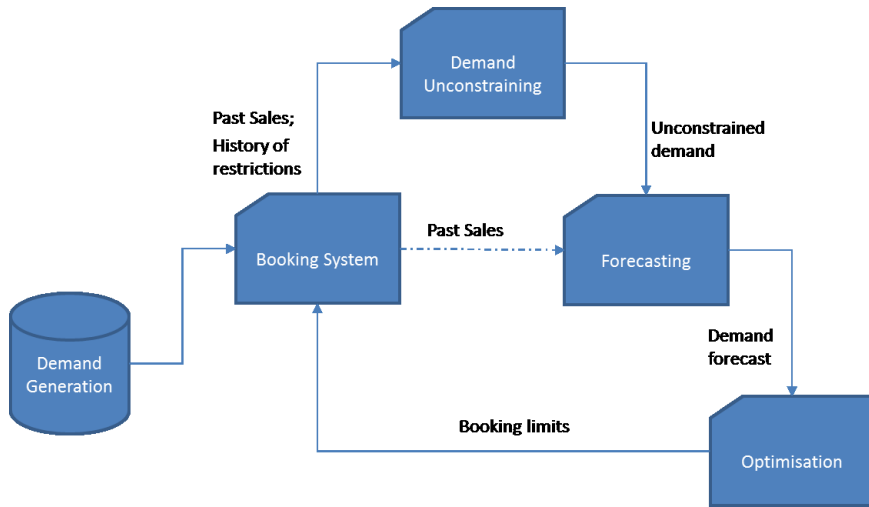 Demand
Unconstraining
Past Sales;
History of
restrictions
Unconstrained
demand
Booking System
Past Sales
Forecasting
Demand
Generation
Demand
forecast
Booking limits
Optimisation